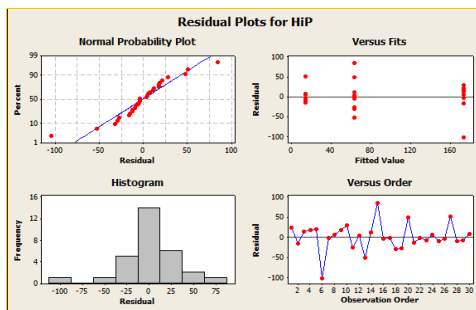 Residual Plots for HiP
Normal Probability Plot
99
90
50
10
1
Percent
-100 -50 0 50 100
Residual
Versus Fits
100
50
0
-50
-100
Residual
0 40 80 120 160
Fitted Value
Histogram
16
12
8
4
0
Frequency
-100 -75 -50 -25 0 25 50 75
Residual
Versus Order
100
50
0
-50
-100
Residual
2 4 6 8 10 12 14 16 18 20 22 24 26 28 30
Observation Order